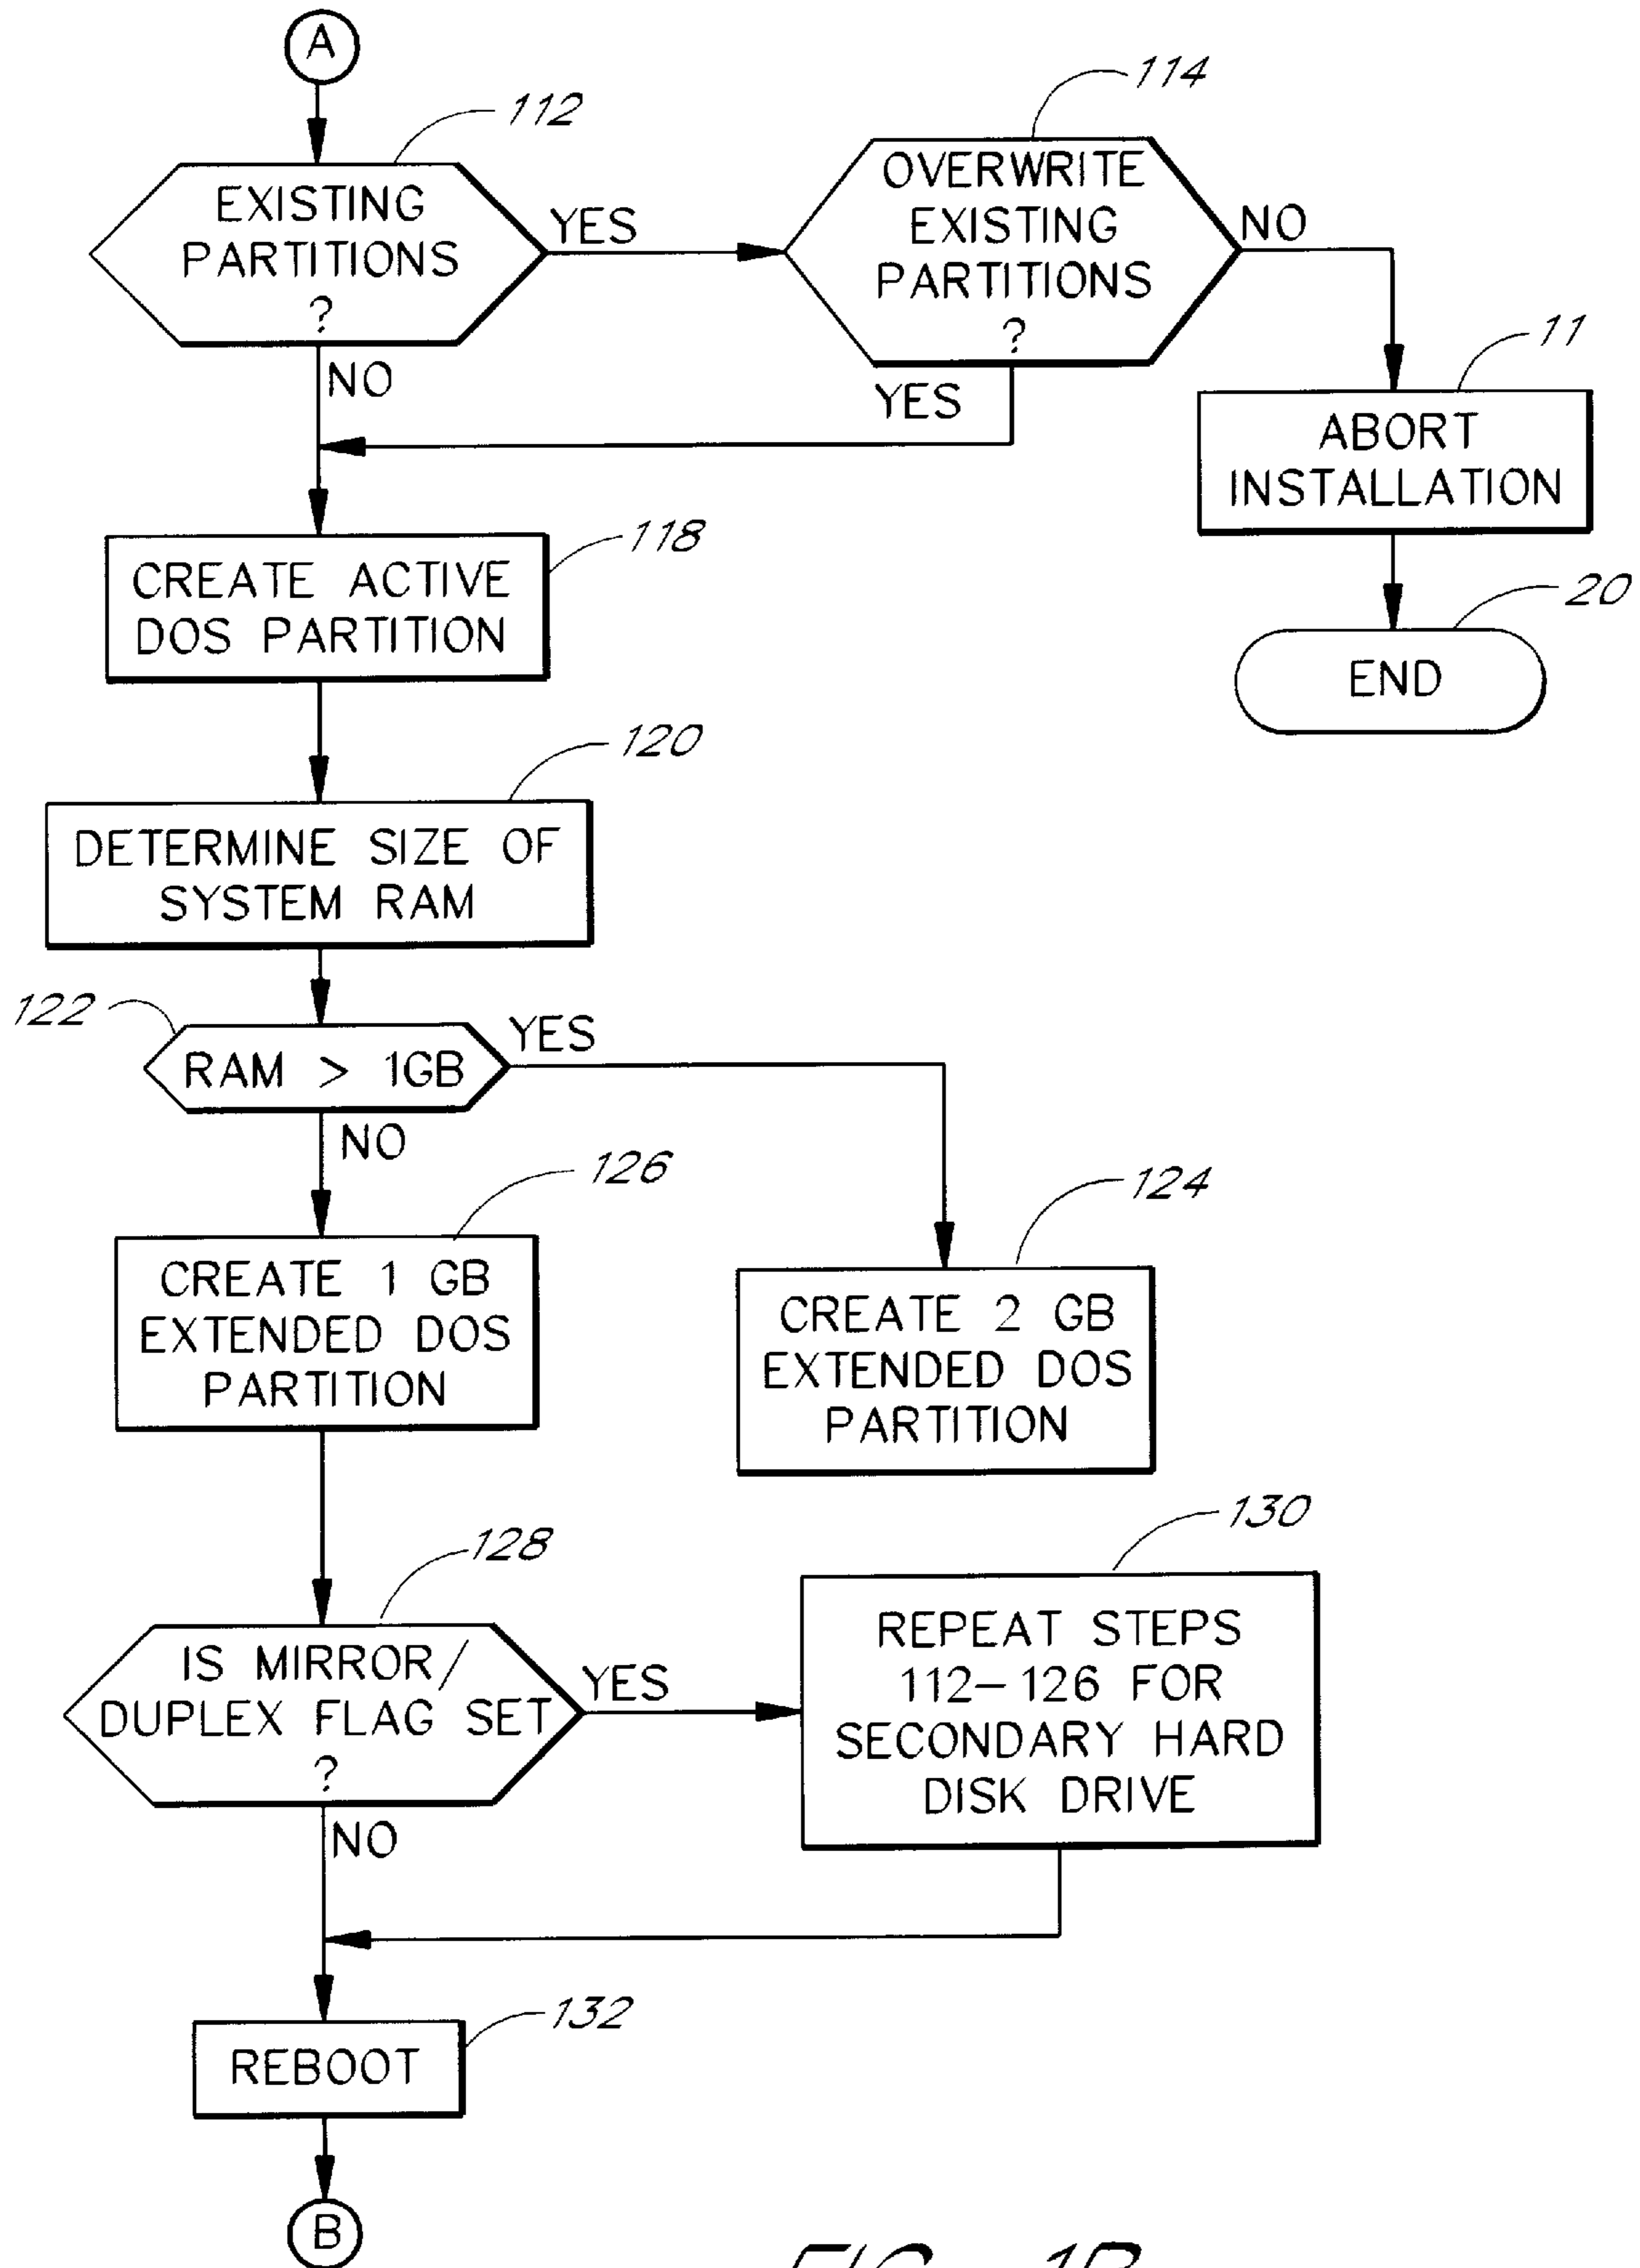 A
112
114
EXISTING
PARTITIONS
?
YES
OVERWRITE
EXISTING
PARTITIONS
?
NO
NO
YES
11
ABORT
INSTALLATION
118
CREATE ACTIVE
DOS PARTITION
20
END
120
DETERMINE SIZE OF
SYSTEM RAM
122
RAM > 1GB
YES
NO
126
124
CREATE 1 GB
EXTENDED DOS
PARTITION
CREATE 2 GB
EXTENDED DOS
PARTITION
128
130
IS MIRROR/
DUPLEX FLAG SET
?
YES
REPEAT STEPS
112-126 FOR
SECONDARY HARD
DISK DRIVE
NO
132
REBOOT
B